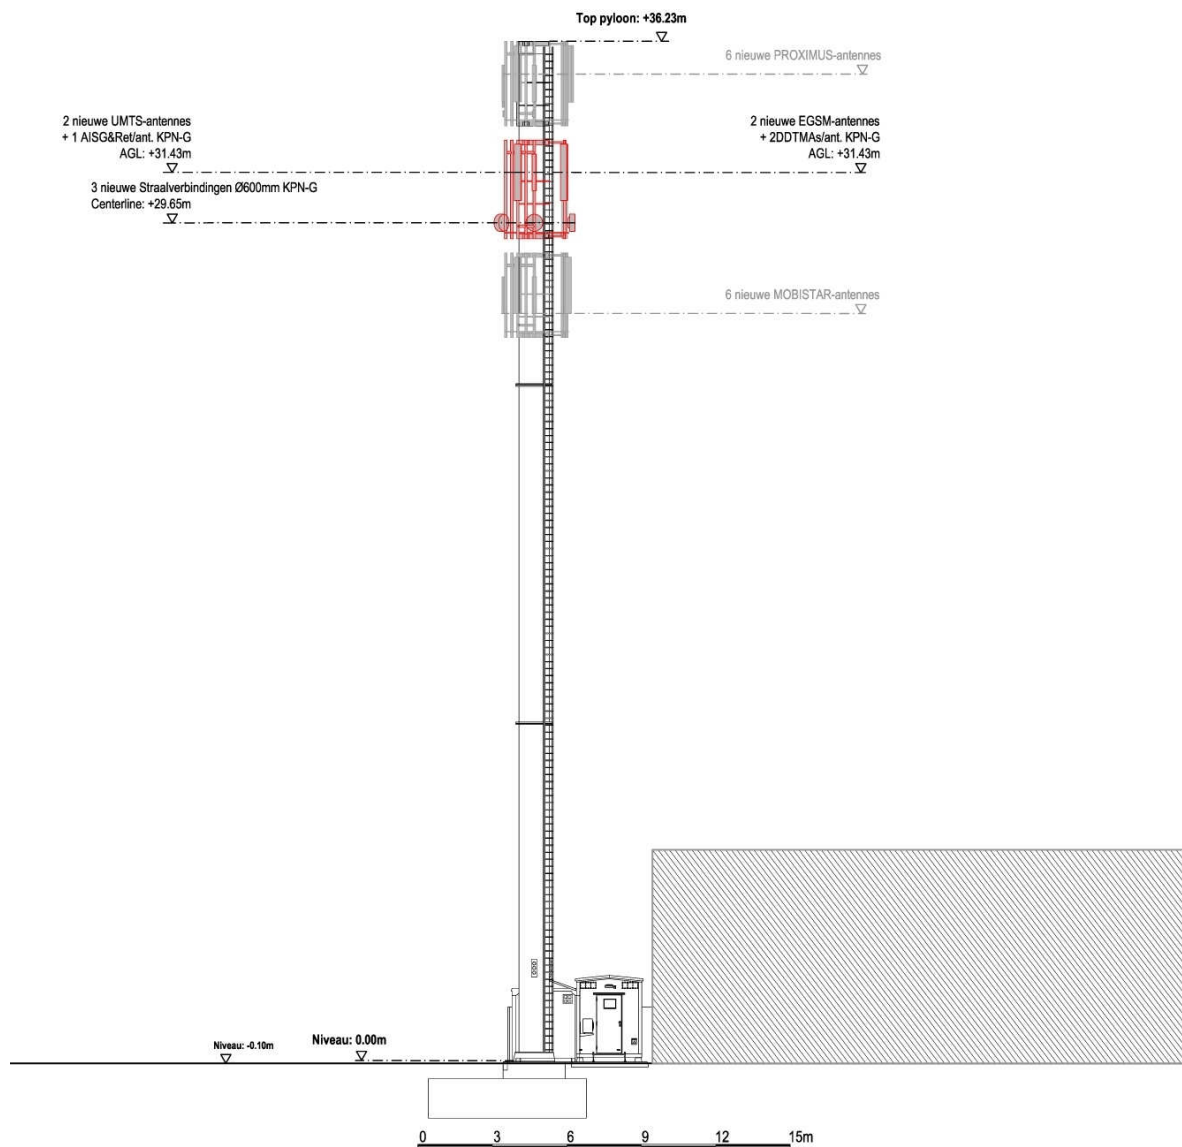 Top pyloon: +36.23m
6 nieuwe PROXIMUS-antennes
2 nieuwe UMTS-antennes
+ 1 AISG&Ret/ant. KPN-G
AGL: +31.43m
2 nieuwe EGSM-antennes
+ 2DDTMAs/ant. KPN-G
AGL: +31.43m
3 nieuwe Straalverbindingen Ø600mm KPN-G
Centerline: +29.65m
6 nieuwe MOBISTAR-antennes
Niveau: -0.10m
Niveau: 0.00m
0 3 6 9 12 15m